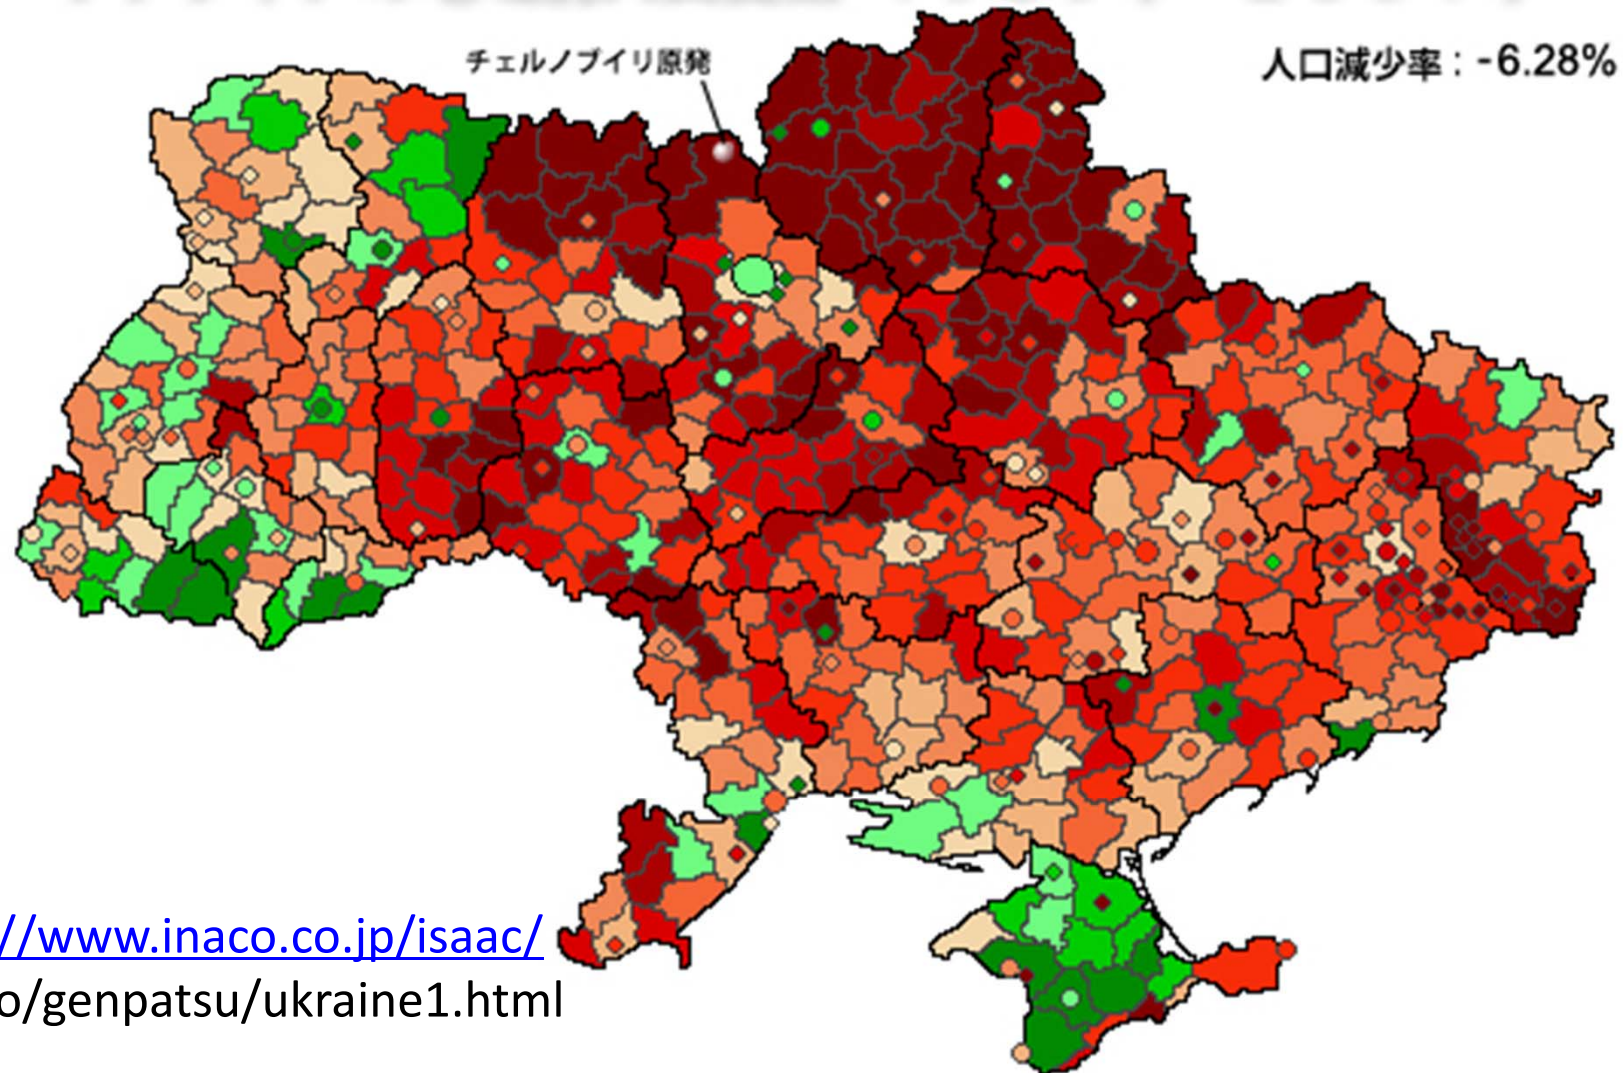 チェルノブイリ原発
人口減少率 : -6.28%
//www.inaco.co.jp/isaac/
o/genpatsu/ukraine1.html